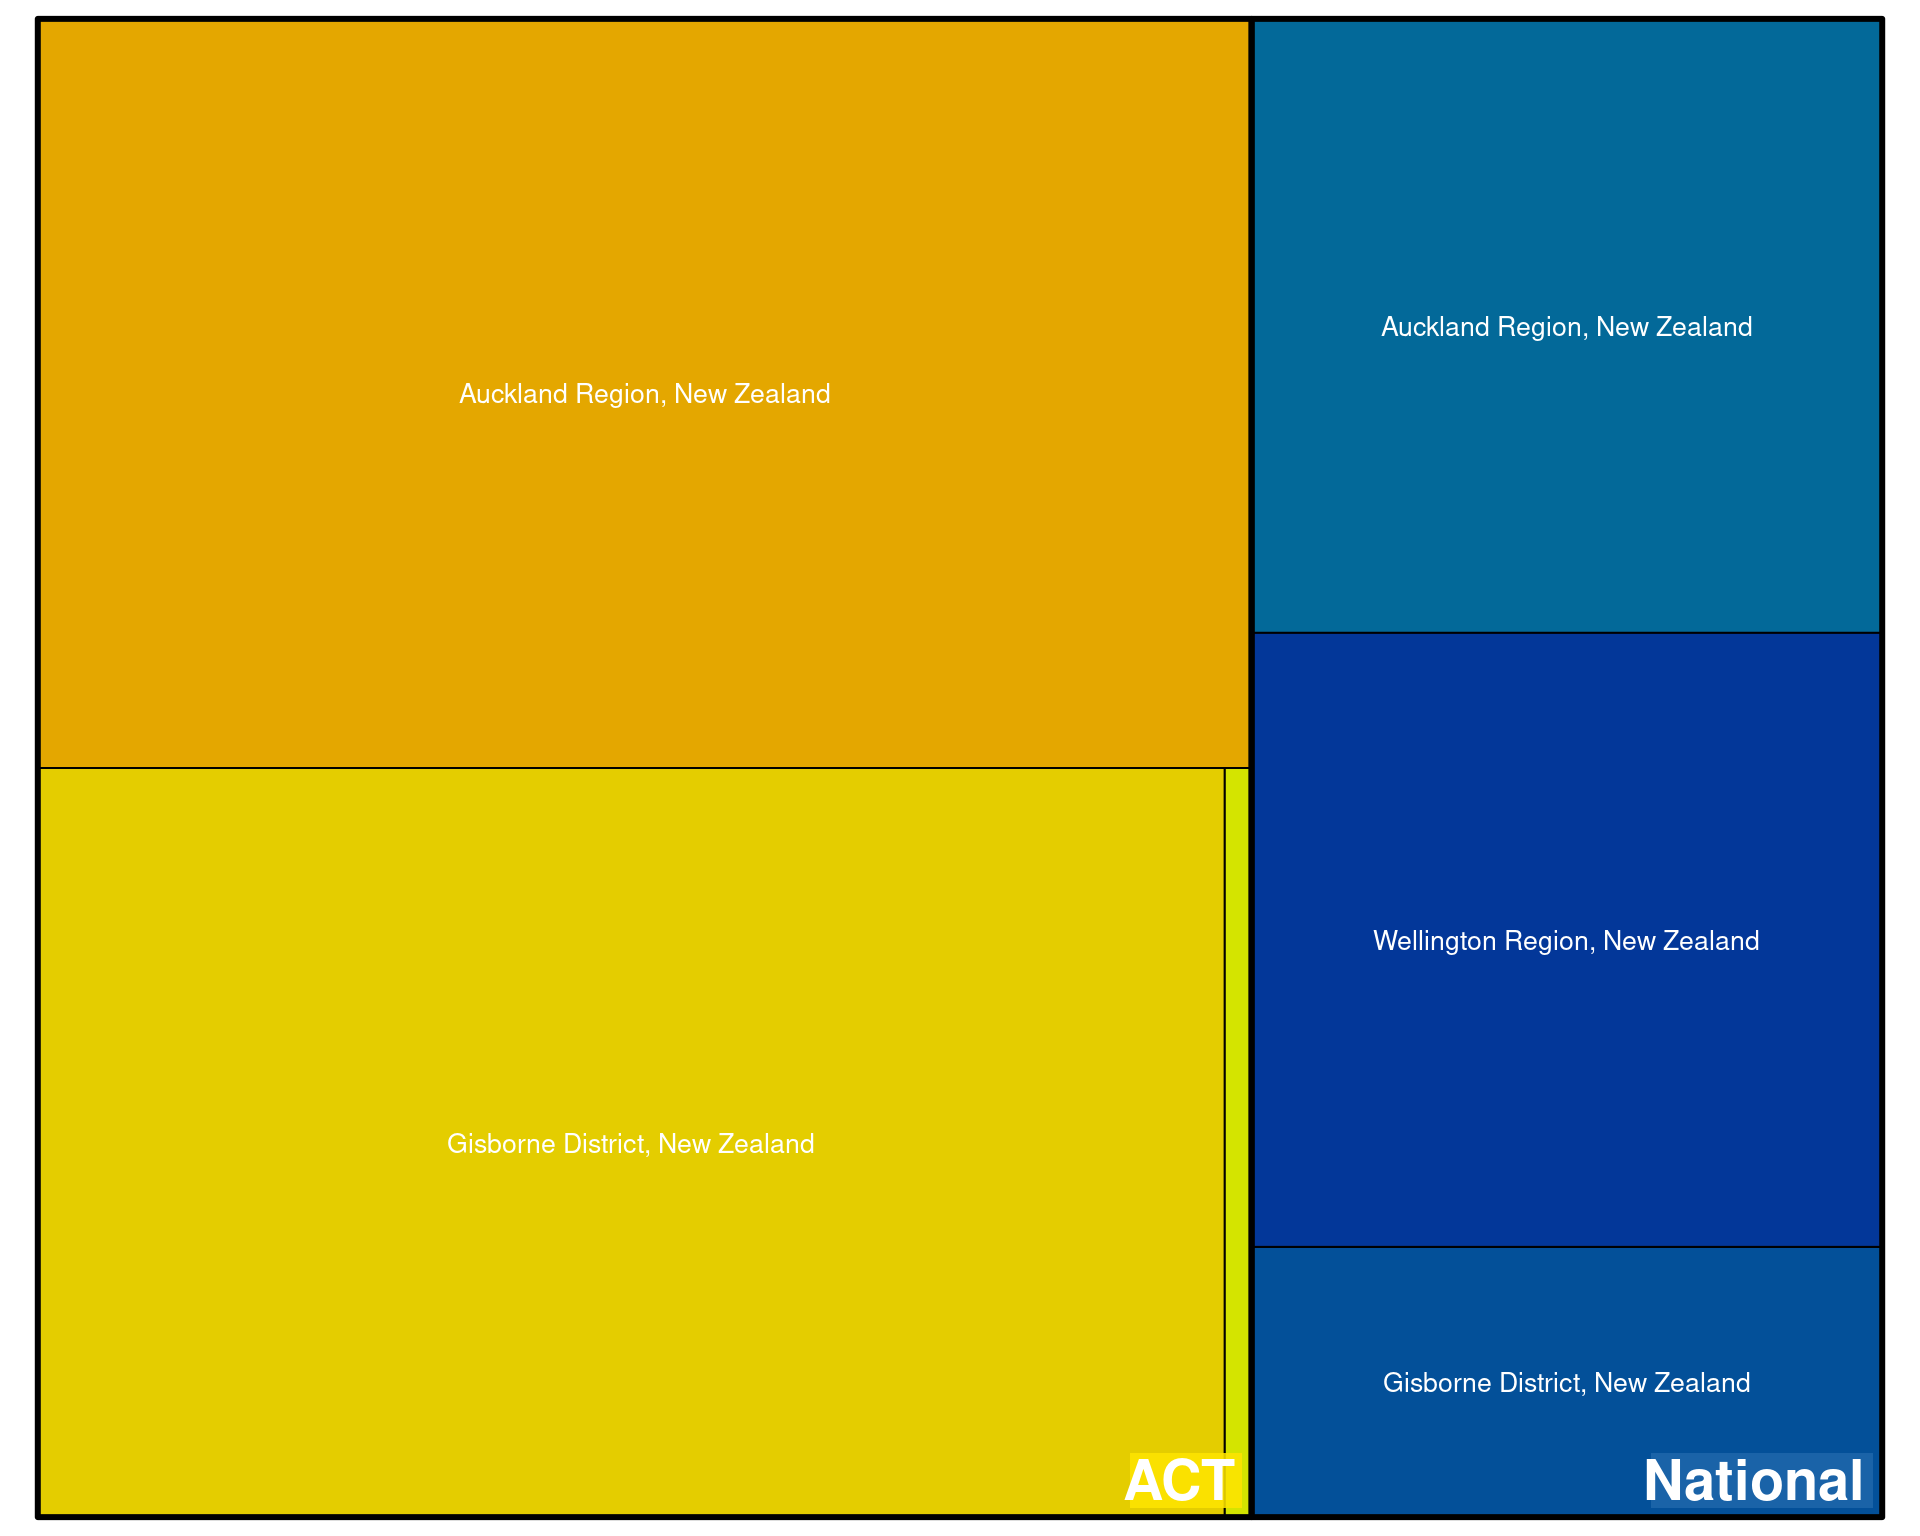 Auckland Region, New Zealand
Gisborne District, New Zealand
ACT
Auckland Region, New Zealand
Wellington Region, New Zealand
Gisborne District, New Zealand
National